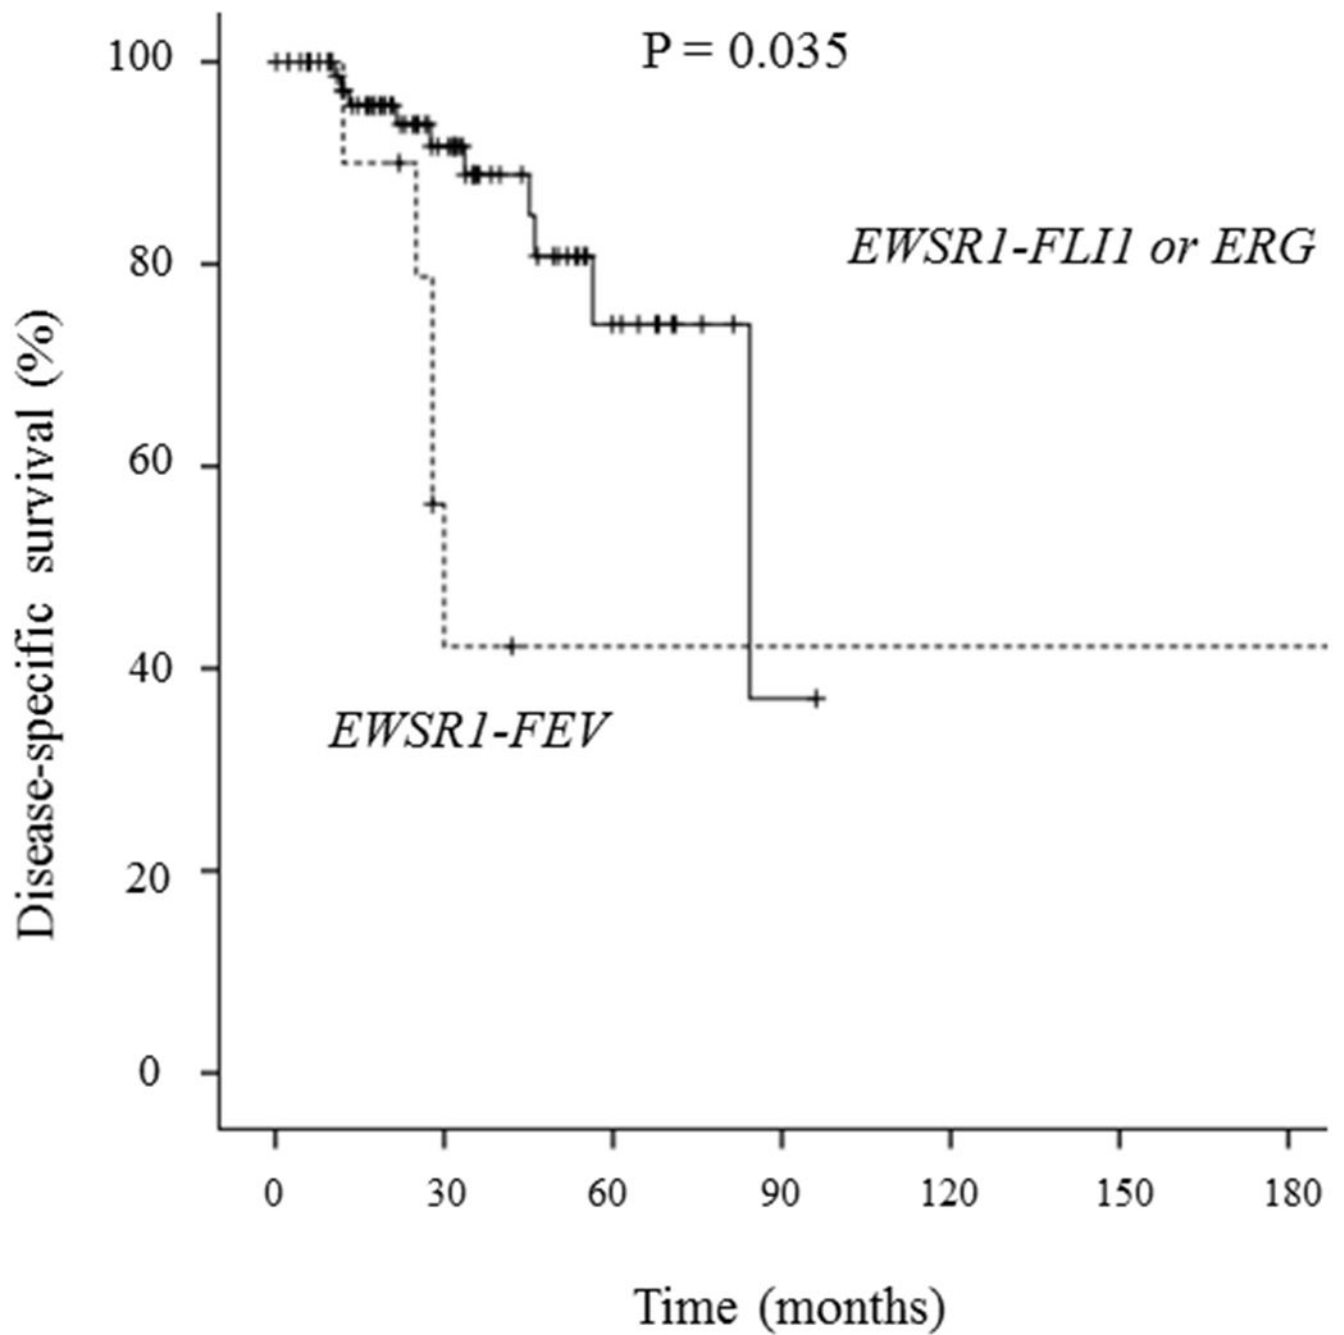 P = 0.035
100
80
60
40
20
0
Disease-specific survival (%)
EWSR1-FLI1 or ERG
EWSR1-FEV
0 30 60 90 120 150 180
Time (months)